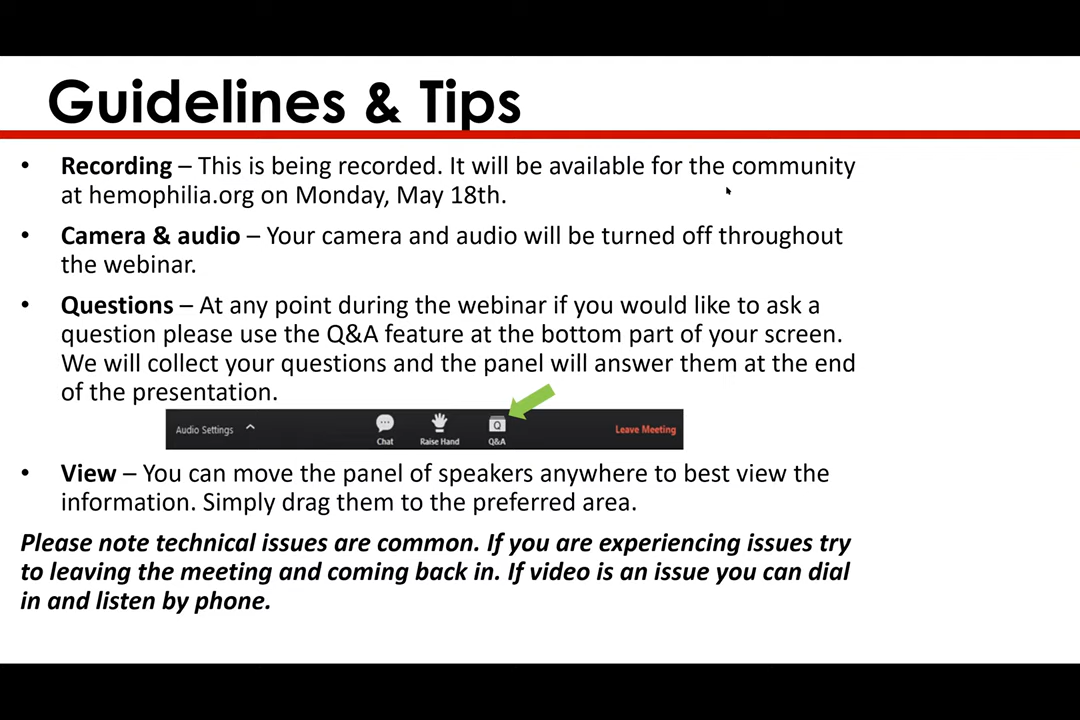 Guidelines & Tips
• Recording – This is being recorded. It will be available for the community
at hemophilia.org on Monday, May 18th.
• Camera & audio – Your camera and audio will be turned off throughout
the webinar.
• Questions – At any point during the webinar if you would like to ask a
question please use the Q&A feature at the bottom part of your screen.
We will collect your questions and the panel will answer them at the end
of the presentation.
Audio Settings Chat Raise Hand Q Q&A Leave Meeting
• View – You can move the panel of speakers anywhere to best view the
information. Simply drag them to the preferred area.
Please note technical issues are common. If you are experiencing issues try
to leaving the meeting and coming back in. If video is an issue you can dial
in and listen by phone.